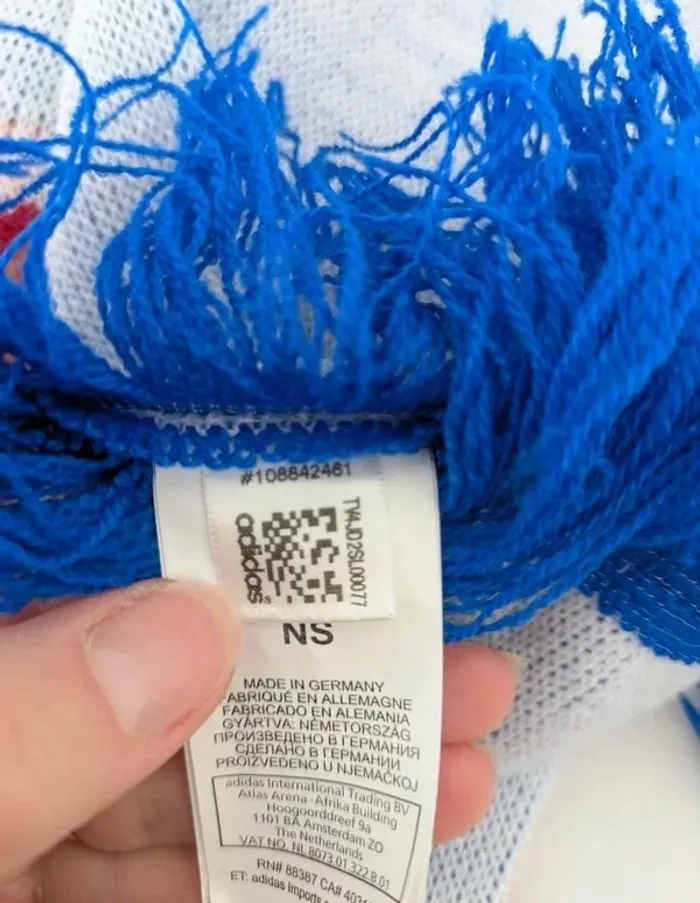 #108842461
adidas
TV4JD2SL00077
NS
MADE IN GERMANY
FABRIQUÉ EN ALLEMAGNE
FABRICADO EN ALEMANIA
GYÁRTVA: NÉMETORSZÁG
ПРОИЗВЕДЕНО В ГЕРМАНИЯ
СДЕЛАНО В ГЕРМАНИИ
PROIZVEDENO U NJEMAČKOJ
adidas International Trading BV
Atlas Arena -Afrika Building
Hoogoorddreef 9a
1101 BA Amsterdam ZO
The Netherlands
VAT NO. NL 8073.01.322.B.01
RN# 88387 CA#
ET: adidas Imports